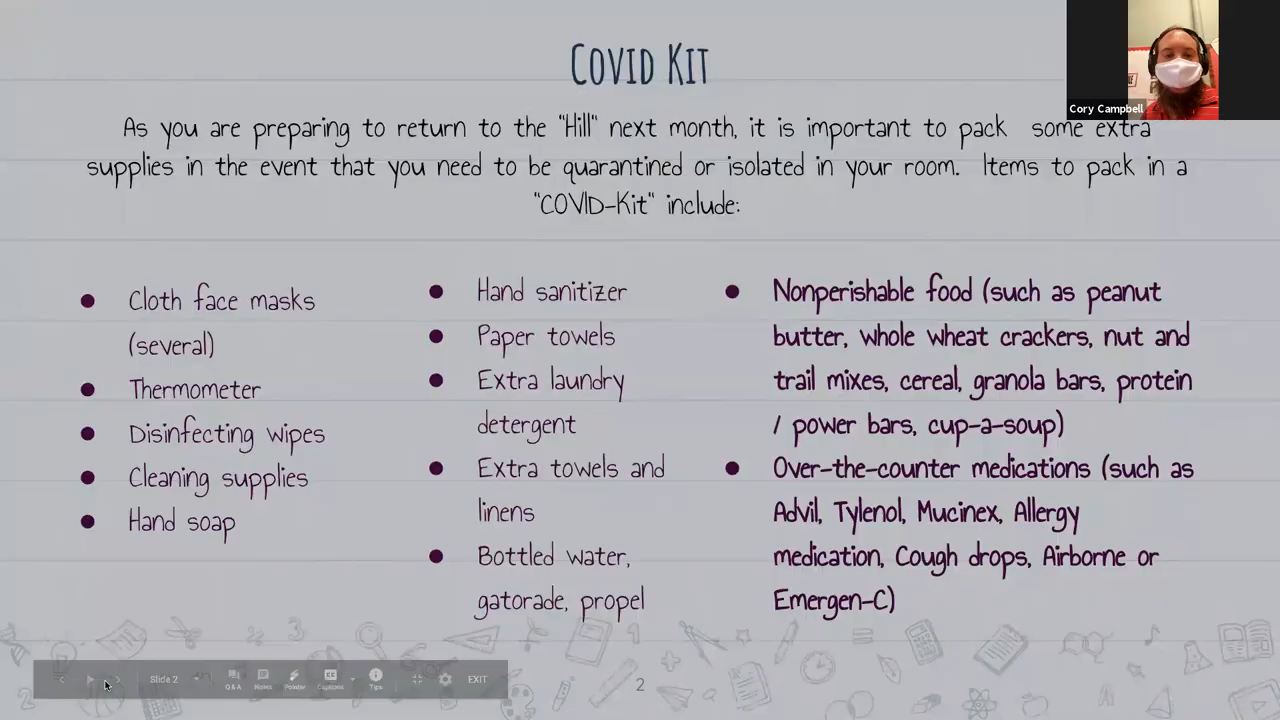 Covid Kit
Cory Campbell
As you are preparing to return to the "Hill" next month, it is important to pack some extra
supplies in the event that you need to be quarantined or isolated in your room. Items to pack in a
"COVID-Kit" include:
● Cloth face masks
(several)
● Thermometer
● Disinfecting wipes
● Cleaning supplies
● Hand soap
● Hand sanitizer
● Paper towels
● Extra laundry
detergent
● Extra towels and
linens
● Bottled water,
gatorade, propel
● Nonperishable food (such as peanut
butter, whole wheat crackers, nut and
trail mixes, cereal, granola bars, protein
/ power bars, cup-a-soup)
● Over-the-counter medications (such as
Advil, Tylenol, Mucinex, Allergy
medication, Cough drops, Airborne or
Emergen-C)
Slide 2
Q & A
Notes
Pointer
Captions
Tips
EXIT
2